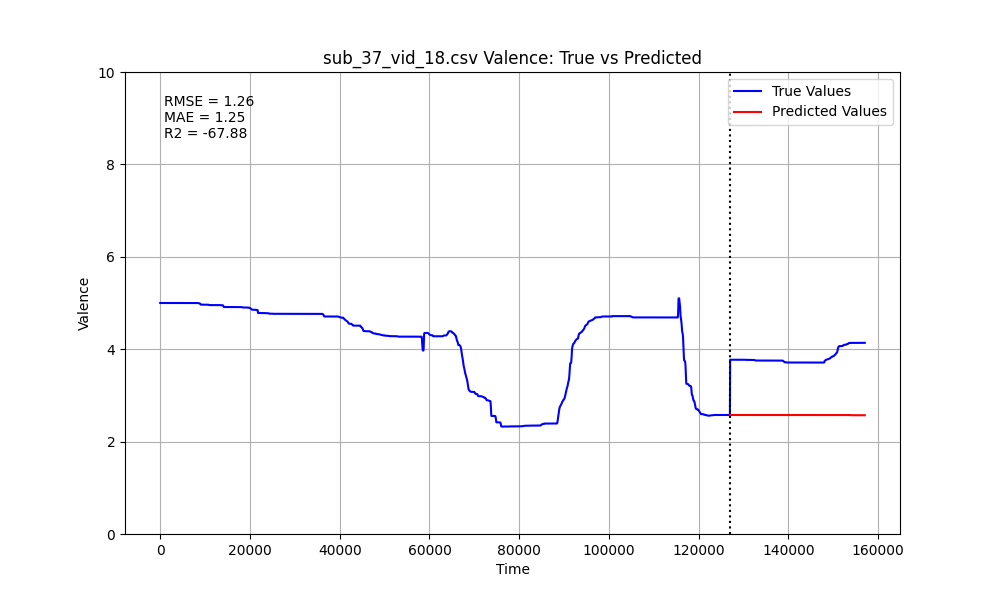 sub_37_vid_18.csv Valence: True vs Predicted
RMSE = 1.26
MAE = 1.25
R2 = -67.88
True Values
Predicted Values
Valence
10
8
6
4
2
0
0 20000 40000 60000 80000 100000 120000 140000 160000
Time